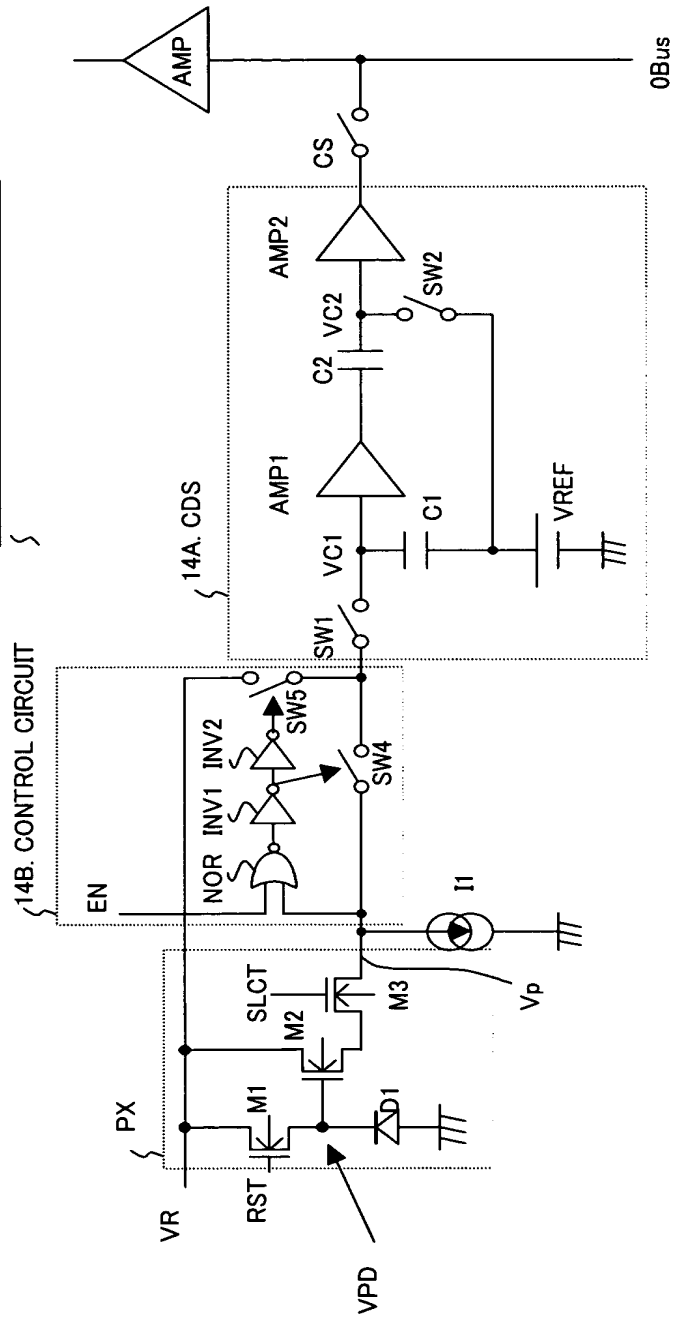 14B. CONTROL CIRCUIT
14A. CDS
PX
VR
EN
RST
M1
M2
SLCT
M3
D1
VPD
Vp
I1
NOR
INV1
INV2
SW5
SW4
SW1
VC1
AMP1
C1
VREF
C2
VC2
SW2
AMP2
CS
AMP
0Bus